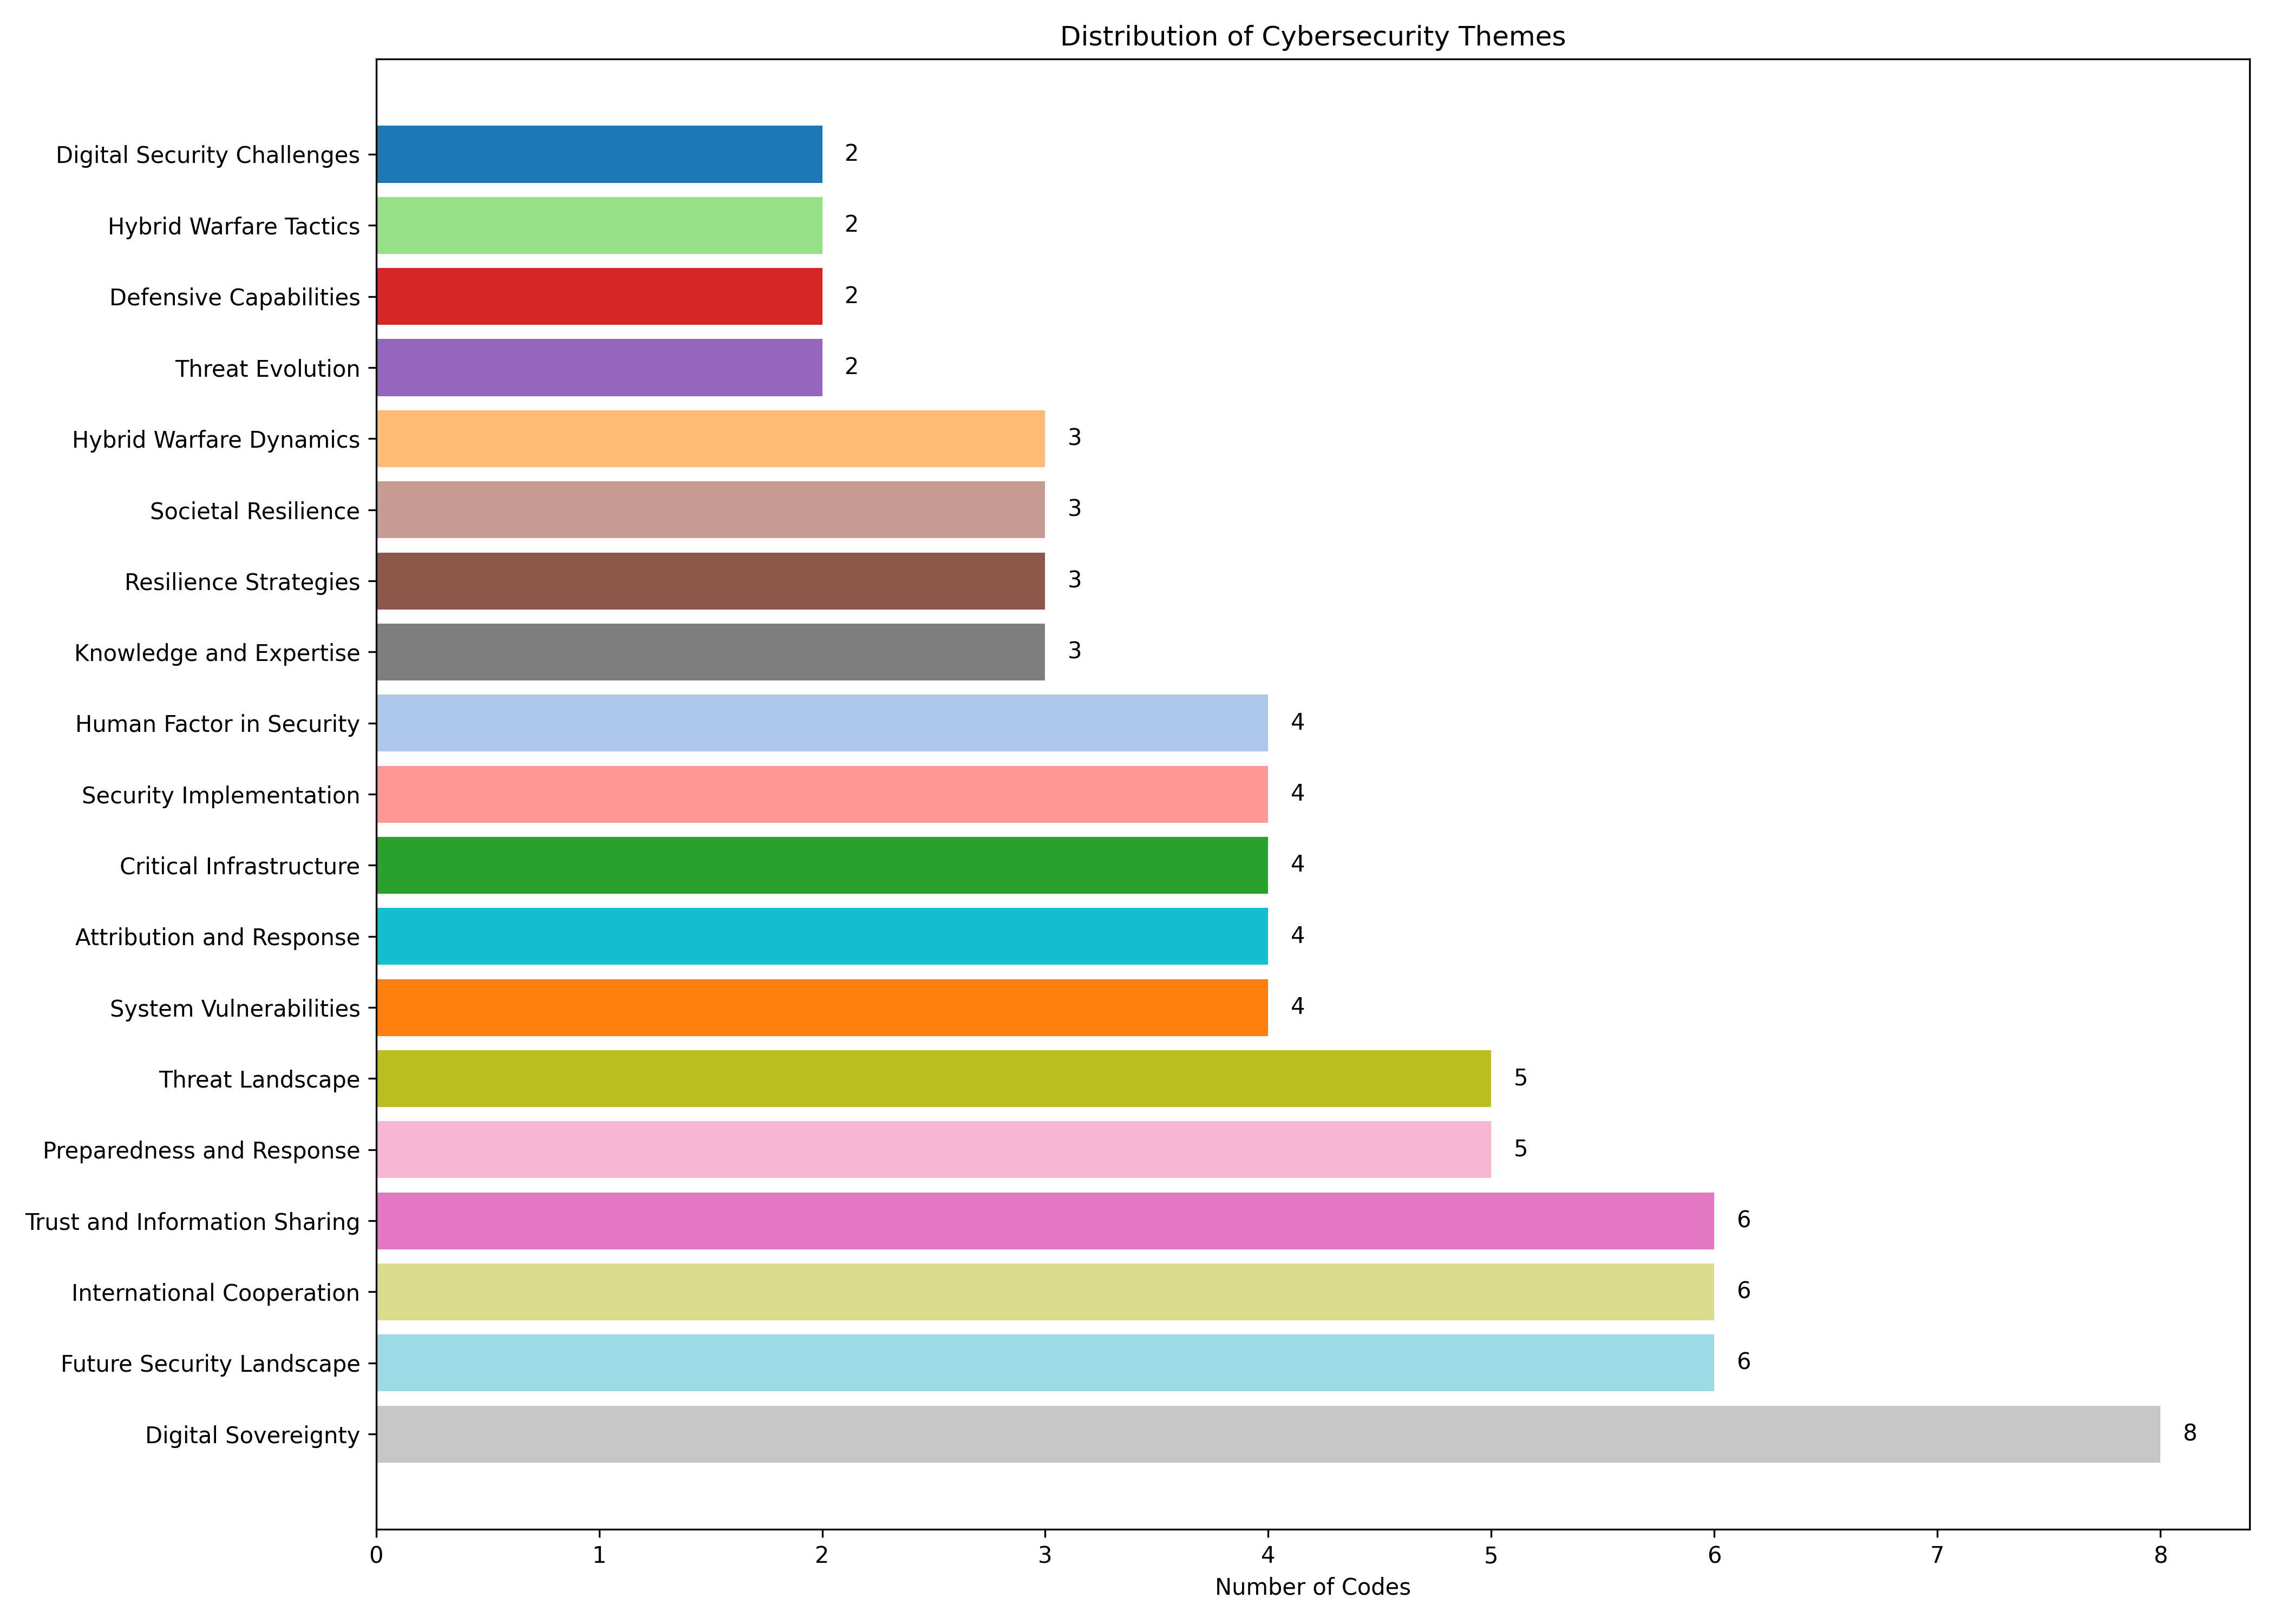 Distribution of Cybersecurity Themes
Digital Security Challenges 2
Hybrid Warfare Tactics 2
Defensive Capabilities 2
Threat Evolution 2
Hybrid Warfare Dynamics 3
Societal Resilience 3
Resilience Strategies 3
Knowledge and Expertise 3
Human Factor in Security 4
Security Implementation 4
Critical Infrastructure 4
Attribution and Response 4
System Vulnerabilities 4
Threat Landscape 5
Preparedness and Response 5
Trust and Information Sharing 6
International Cooperation 6
Future Security Landscape 6
Digital Sovereignty 8
0 1 2 3 4 5 6 7 8
Number of Codes